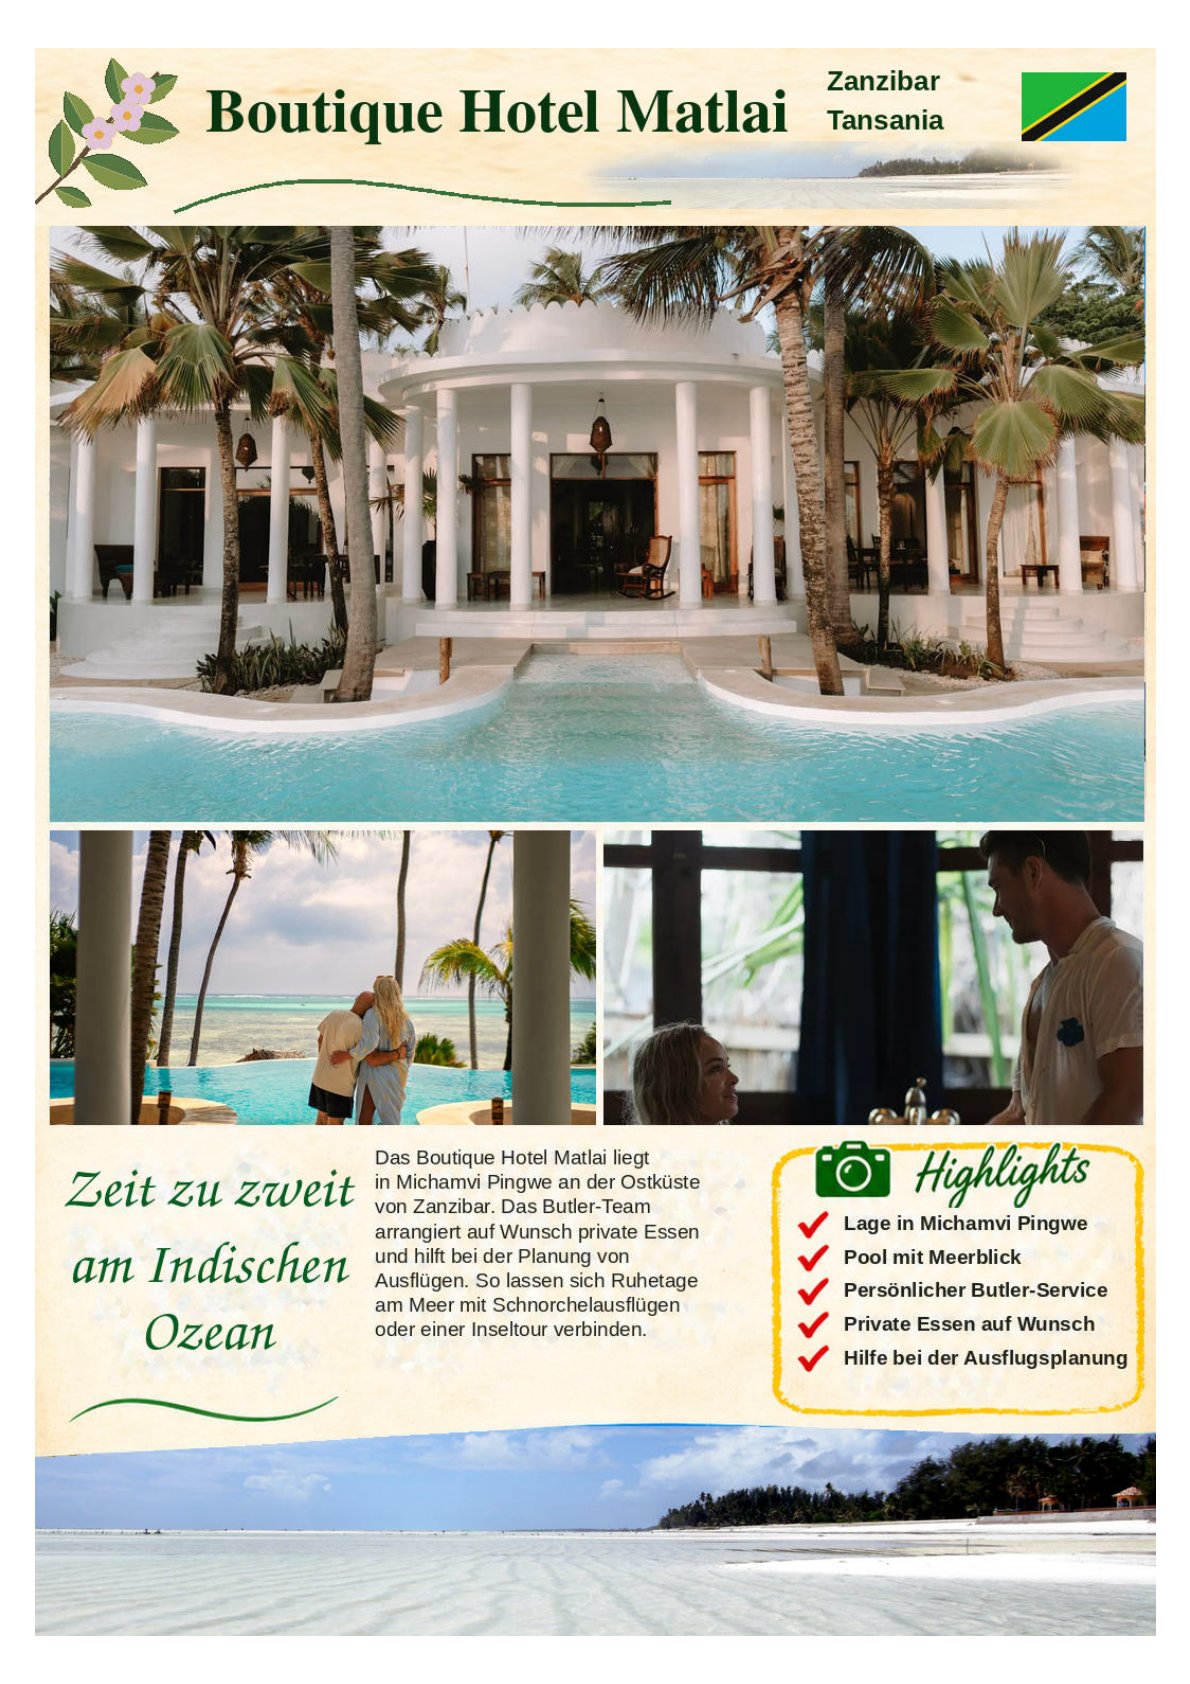 Boutique Hotel Matlai
Zanzibar
Tansania
Zeit zu zweit
am Indischen
Ozean
Das Boutique Hotel Matlai liegt
in Michamvi Pingwe an der Ostküste
von Zanzibar. Das Butler-Team
arrangiert auf Wunsch private Essen
und hilft bei der Planung von
Ausflügen. So lassen sich Ruhetage
am Meer mit Schnorchelausflügen
oder einer Inseltour verbinden.
Highlights
Lage in Michamvi Pingwe
Pool mit Meerblick
Persönlicher Butler-Service
Private Essen auf Wunsch
Hilfe bei der Ausflugsplanung